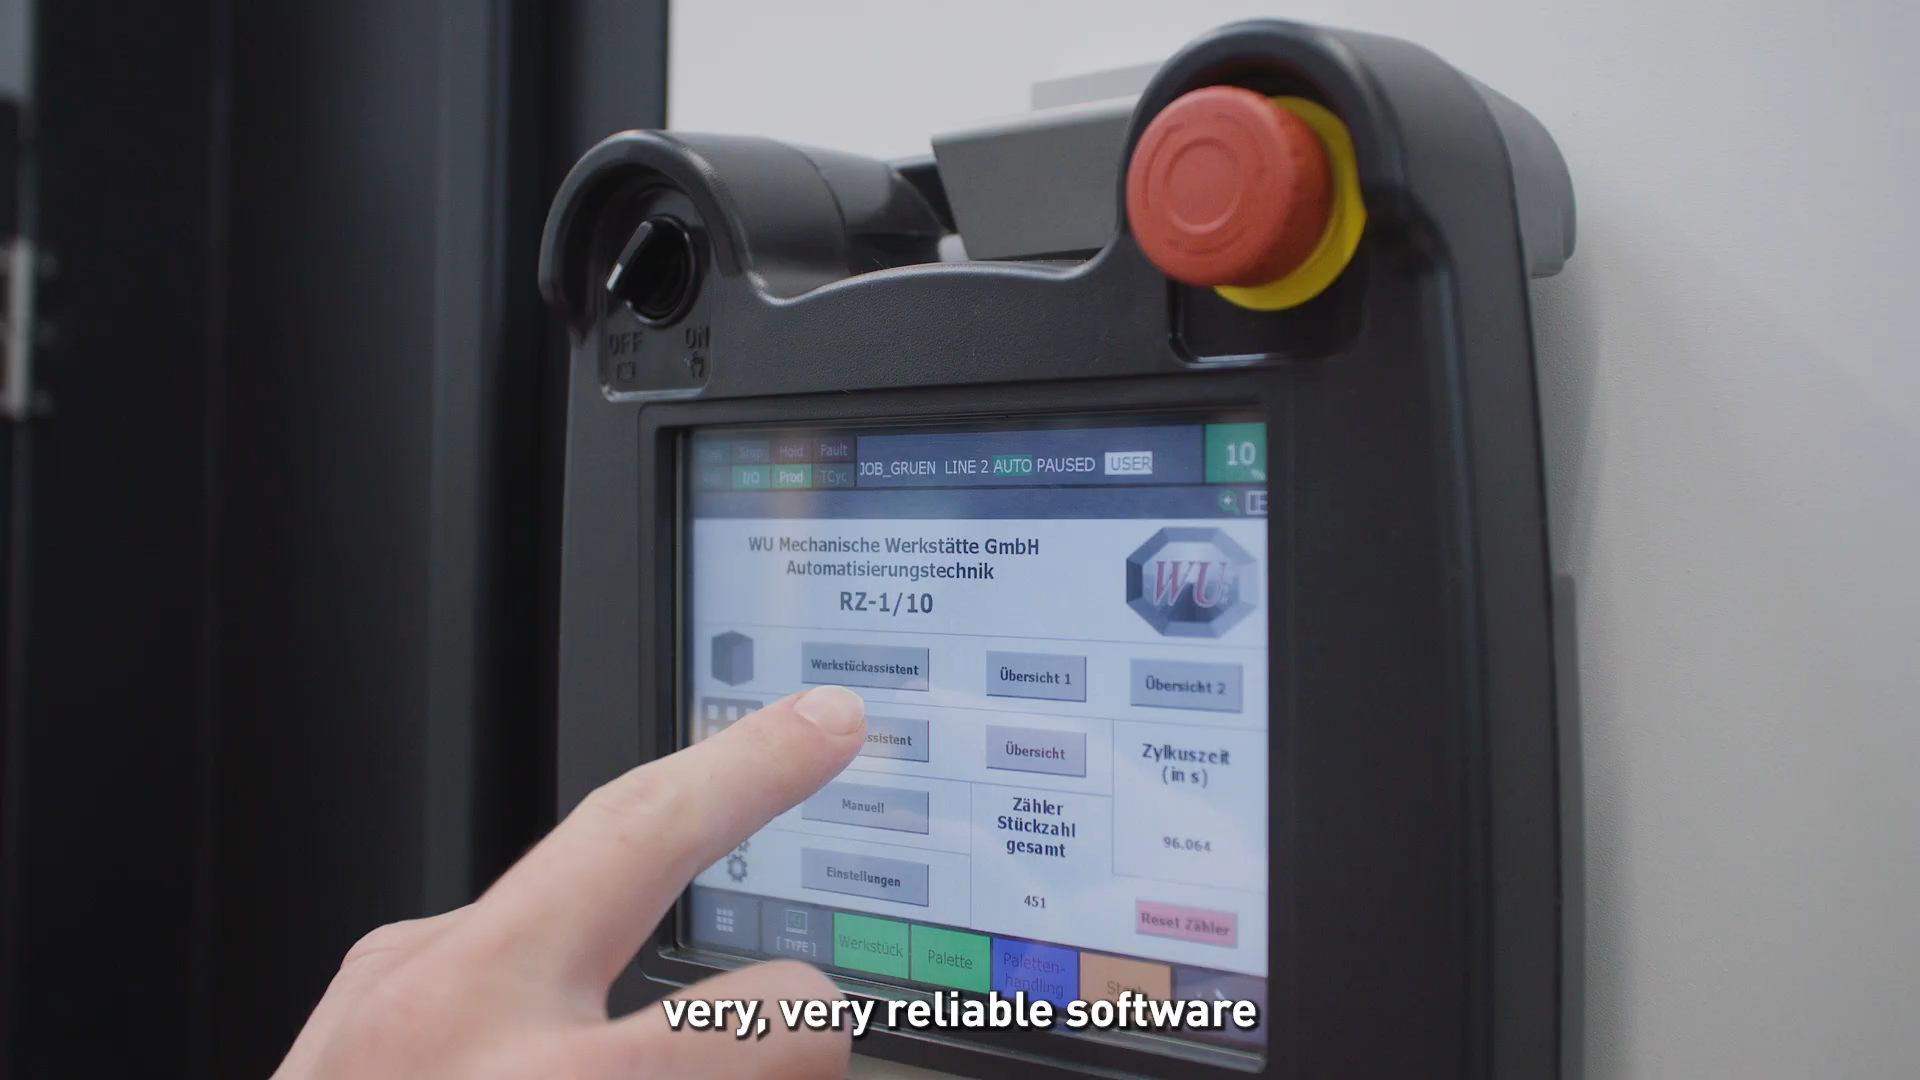 OFF ON
Step Hold Fault
I/O Prod TCyc
JOB_GRUEN LINE 2 AUTO PAUSED USER
10
%
WU Mechanische Werkstätte GmbH
Automatisierungstechnik
RZ-1/10
WU
Werkstückassistent
Übersicht 1
Übersicht 2
ssistent
Übersicht
Zylkuszeit
(in s)
96.064
Manuell
Zähler
Stückzahl
gesamt
451
Einstellungen
Reset Zähler
[ TYPE ]
Werkstück
Palette
Paletten-
handling
very, very reliable software